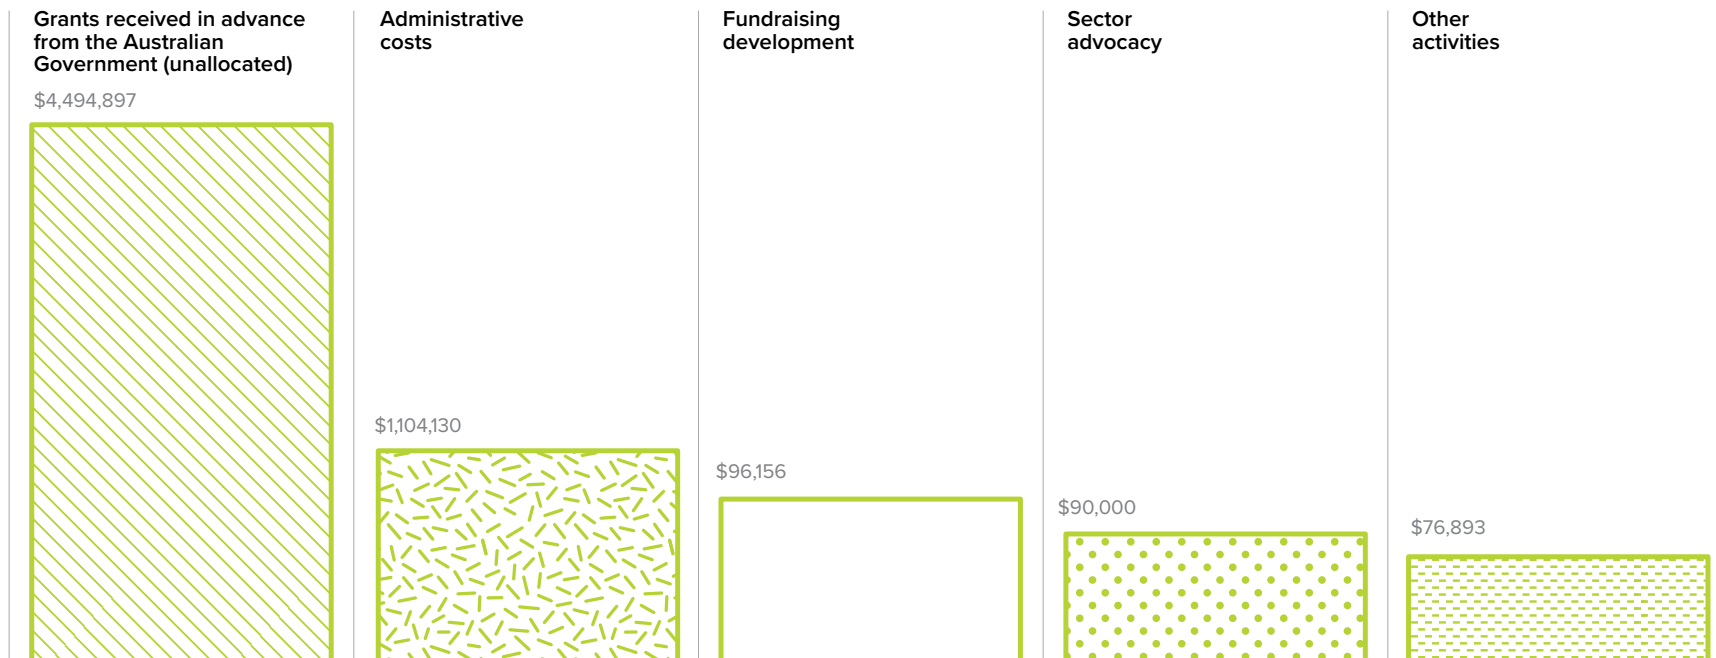 Grants received in advance
from the Australian
Government (unallocated)
$4,494,897
Administrative
costs
$1,104,130
Fundraising
development
$96,156
Sector
advocacy
$90,000
Other
activities
$76,893